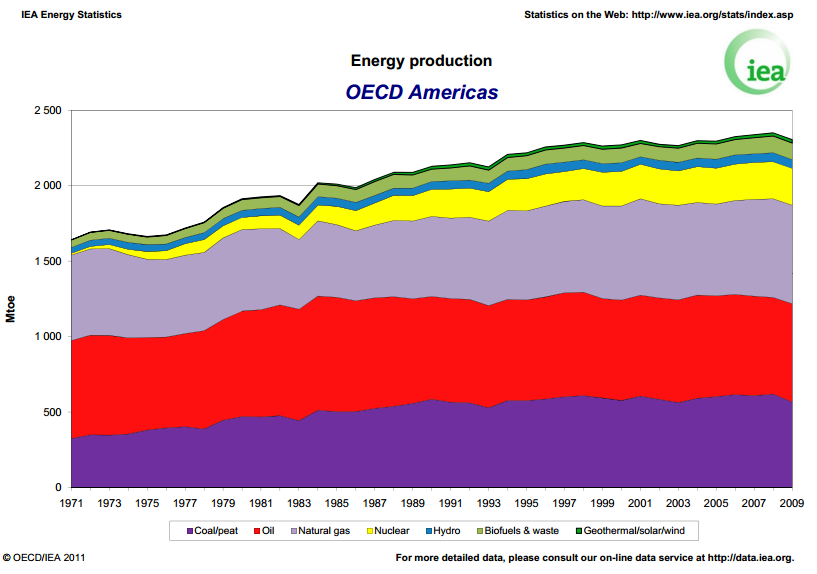 IEA Energy Statistics
Statistics on the Web: http://www.iea.org/stats/index.asp
Energy production
iea
OECD Americas
2 500
2 000
1 500
1 000
500
0
Mtoe
1971 1973 1975 1977 1979 1981 1983 1985 1987 1989 1991 1993 1995 1997 1999 2001 2003 2005 2007 2009
Coal/peat Oil Natural gas Nuclear Hydro Biofuels & waste Geothermal/solar/wind
© OECD/IEA 2011
For more detailed data, please consult our on-line data service at http://data.iea.org.